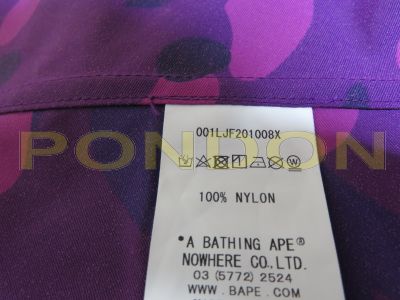 001LJF201008X
100% NYLON
PONDON
*A BATHING APE®
NOWHERE CO., LTD.
03 (5772) 2524
WWW.BAPE.COM